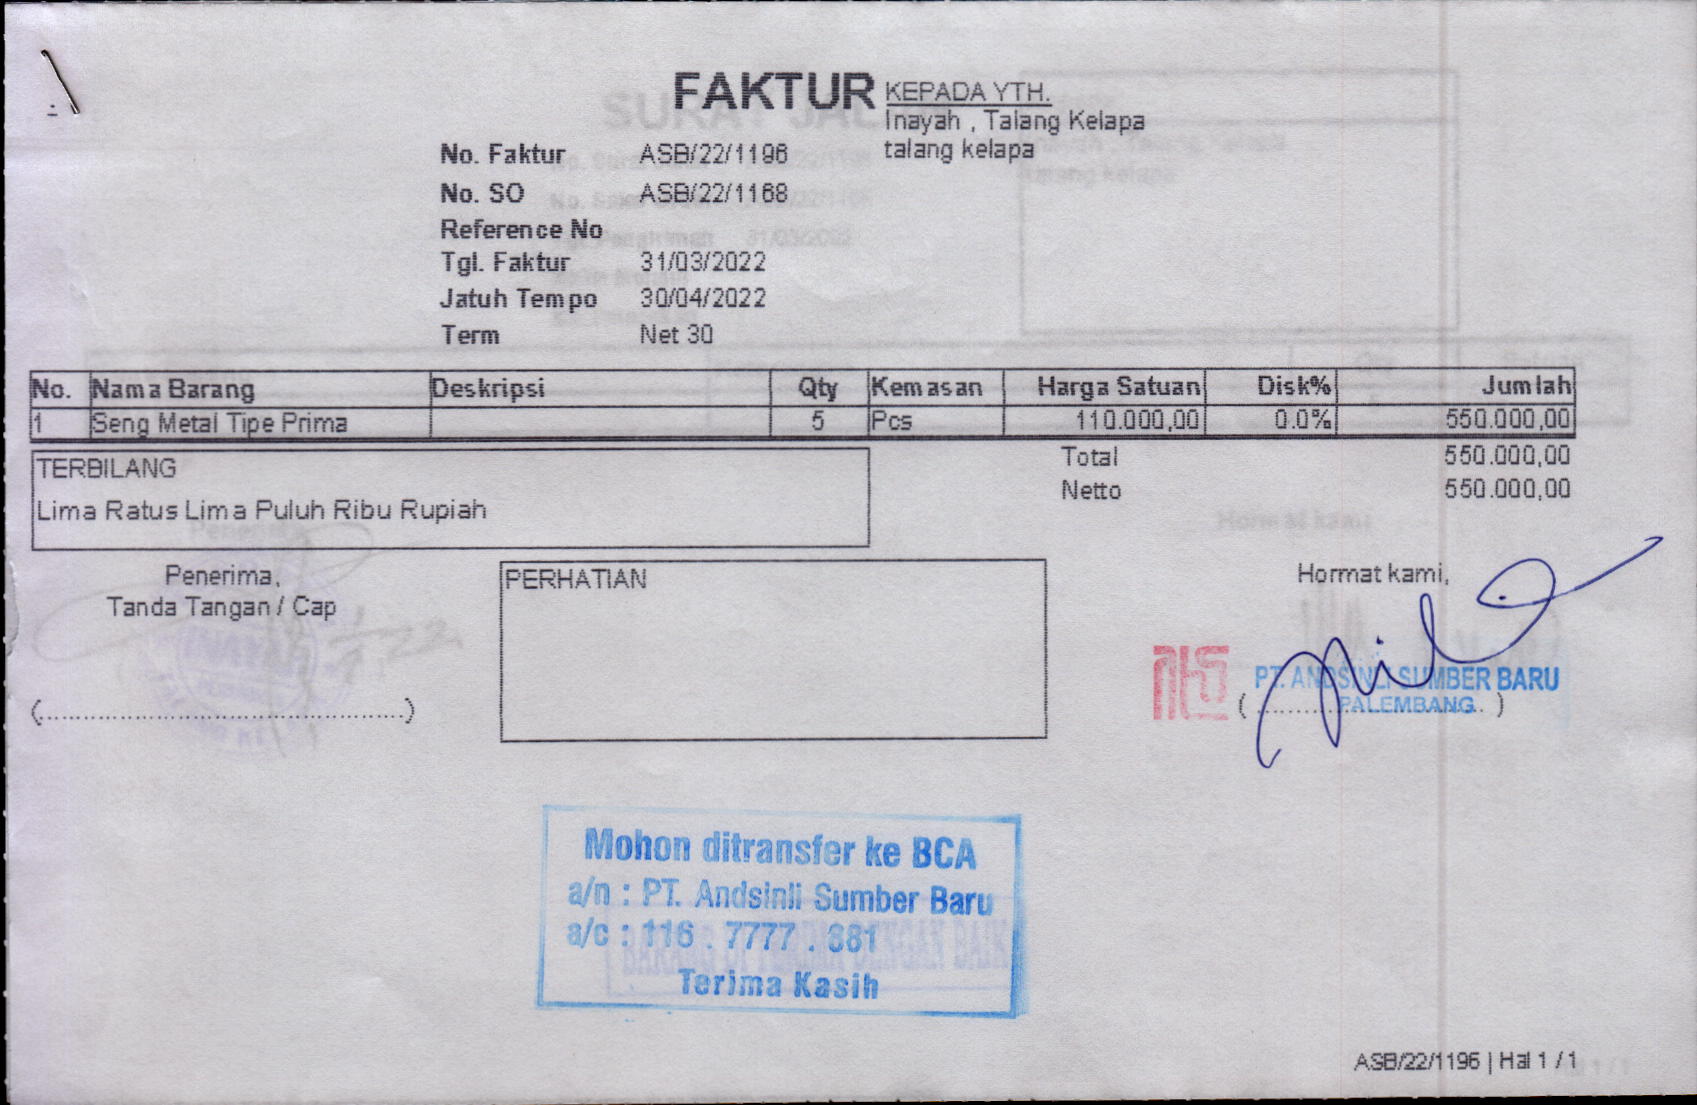 FAKTUR
KEPADA YTH.
Inayah , Talang Kelapa
talang kelapa
No. Faktur ASB/22/1196
No. SO ASB/22/1168
Reference No
Tgl. Faktur 31/03/2022
Jatuh Tempo 30/04/2022
Term Net 30
No. Nama Barang Deskripsi Qty Kemasan Harga Satuan Disk% Jumlah
1 Seng Metal Tipe Prima 5 Pcs 110.000,00 0.0% 550.000,00
TERBILANG
Lima Ratus Lima Puluh Ribu Rupiah
Total 550.000,00
Netto 550.000,00
Penerima,
Tanda Tangan / Cap
PERHATIAN
Hormat kami,
PT. ANDSINLI SUMBER BARU
PALEMBANG
Mohon ditransfer ke BCA
a/n : PT. Andsinli Sumber Baru
a/c : 116 . 7777 .
Terima Kasih
ASB/22/1196 | Hal 1 / 1